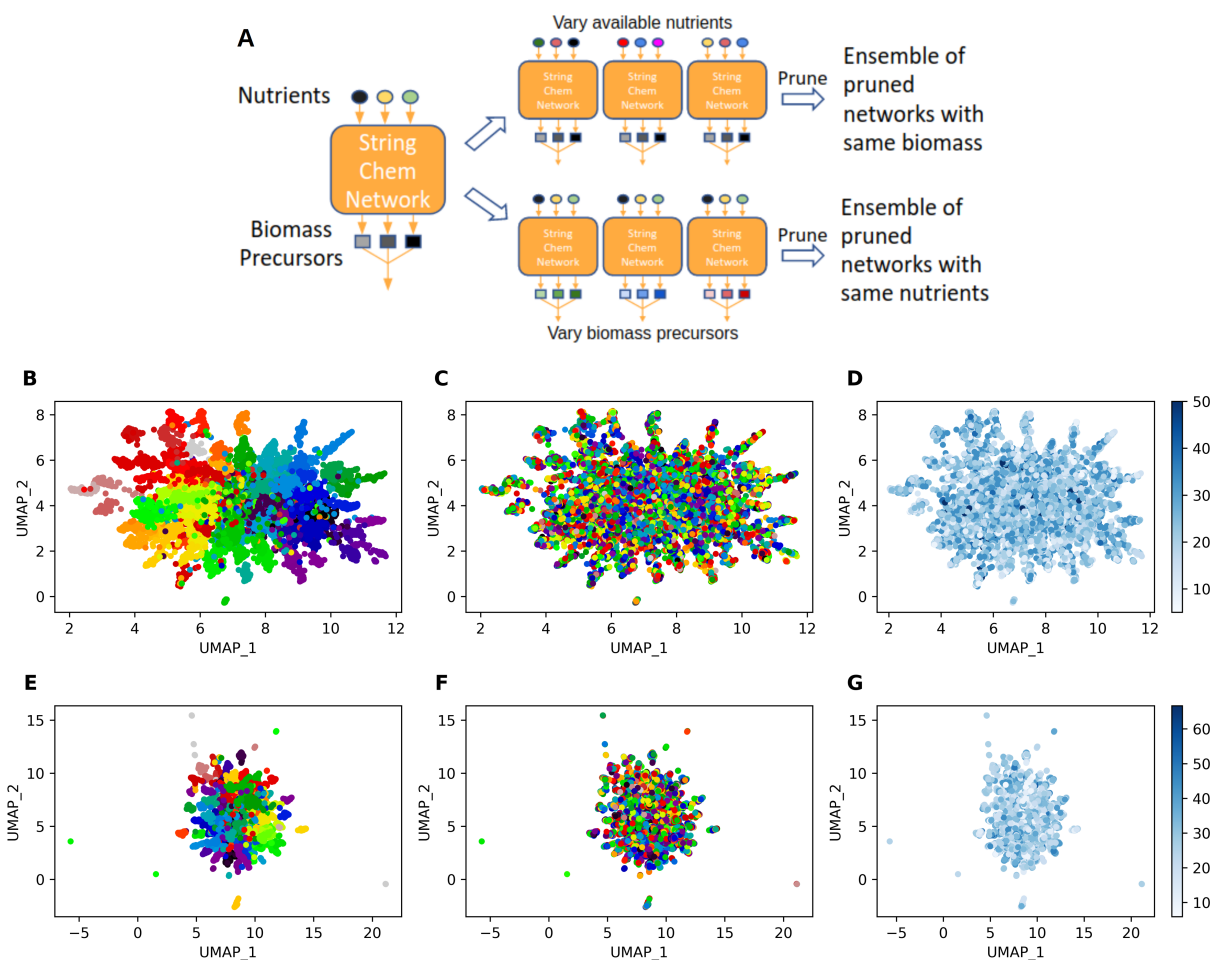 A
Vary available nutrients
Nutrients
String
Chem
Network
Biomass
Precursors
String
Chem
Network
String
Chem
Network
String
Chem
Network
Prune
Ensemble of
pruned
networks with
same biomass
String
Chem
Network
String
Chem
Network
String
Chem
Network
Prune
Ensemble of
pruned
networks with
same nutrients
Vary biomass precursors
B
8
6
4
2
0
UMAP_2
2 4 6 8 10 12
UMAP_1
C
8
6
4
2
0
UMAP_2
2 4 6 8 10 12
UMAP_1
D
8
6
4
2
0
UMAP_2
2 4 6 8 10 12
UMAP_1
50
40
30
20
10
E
15
10
5
0
UMAP_2
−5 0 5 10 15 20
UMAP_1
F
15
10
5
0
UMAP_2
−5 0 5 10 15 20
UMAP_1
G
15
10
5
0
UMAP_2
−5 0 5 10 15 20
UMAP_1
60
50
40
30
20
10